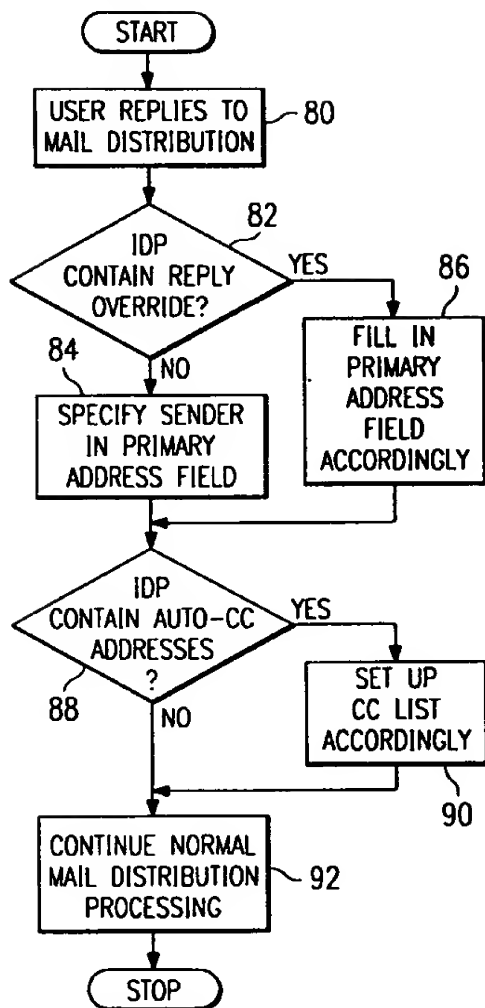 START
USER REPLIES TO
MAIL DISTRIBUTION
80
82
IDP
CONTAIN REPLY
OVERRIDE?
YES
86
FILL IN
PRIMARY
ADDRESS
FIELD
ACCORDINGLY
84
NO
SPECIFY SENDER
IN PRIMARY
ADDRESS FIELD
IDP
CONTAIN AUTO-CC
ADDRESSES
?
YES
88
NO
SET UP
CC LIST
ACCORDINGLY
90
CONTINUE NORMAL
MAIL DISTRIBUTION
PROCESSING
92
STOP